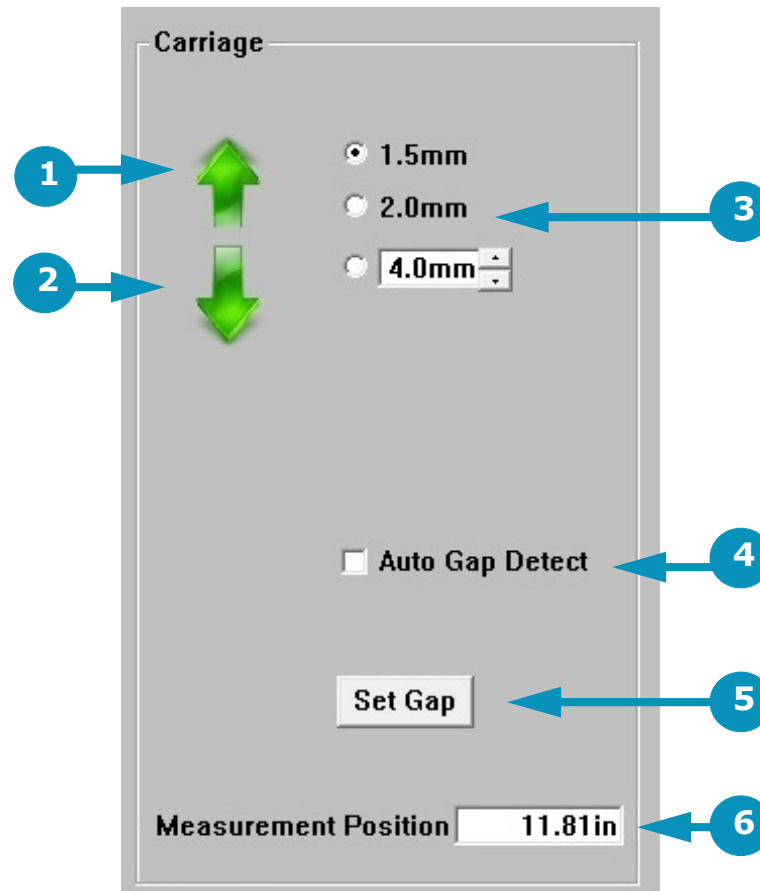 Carriage
1
1.5mm
2.0mm
3
2
4.0mm
Auto Gap Detect
4
Set Gap
5
Measurement Position 11.81in
6